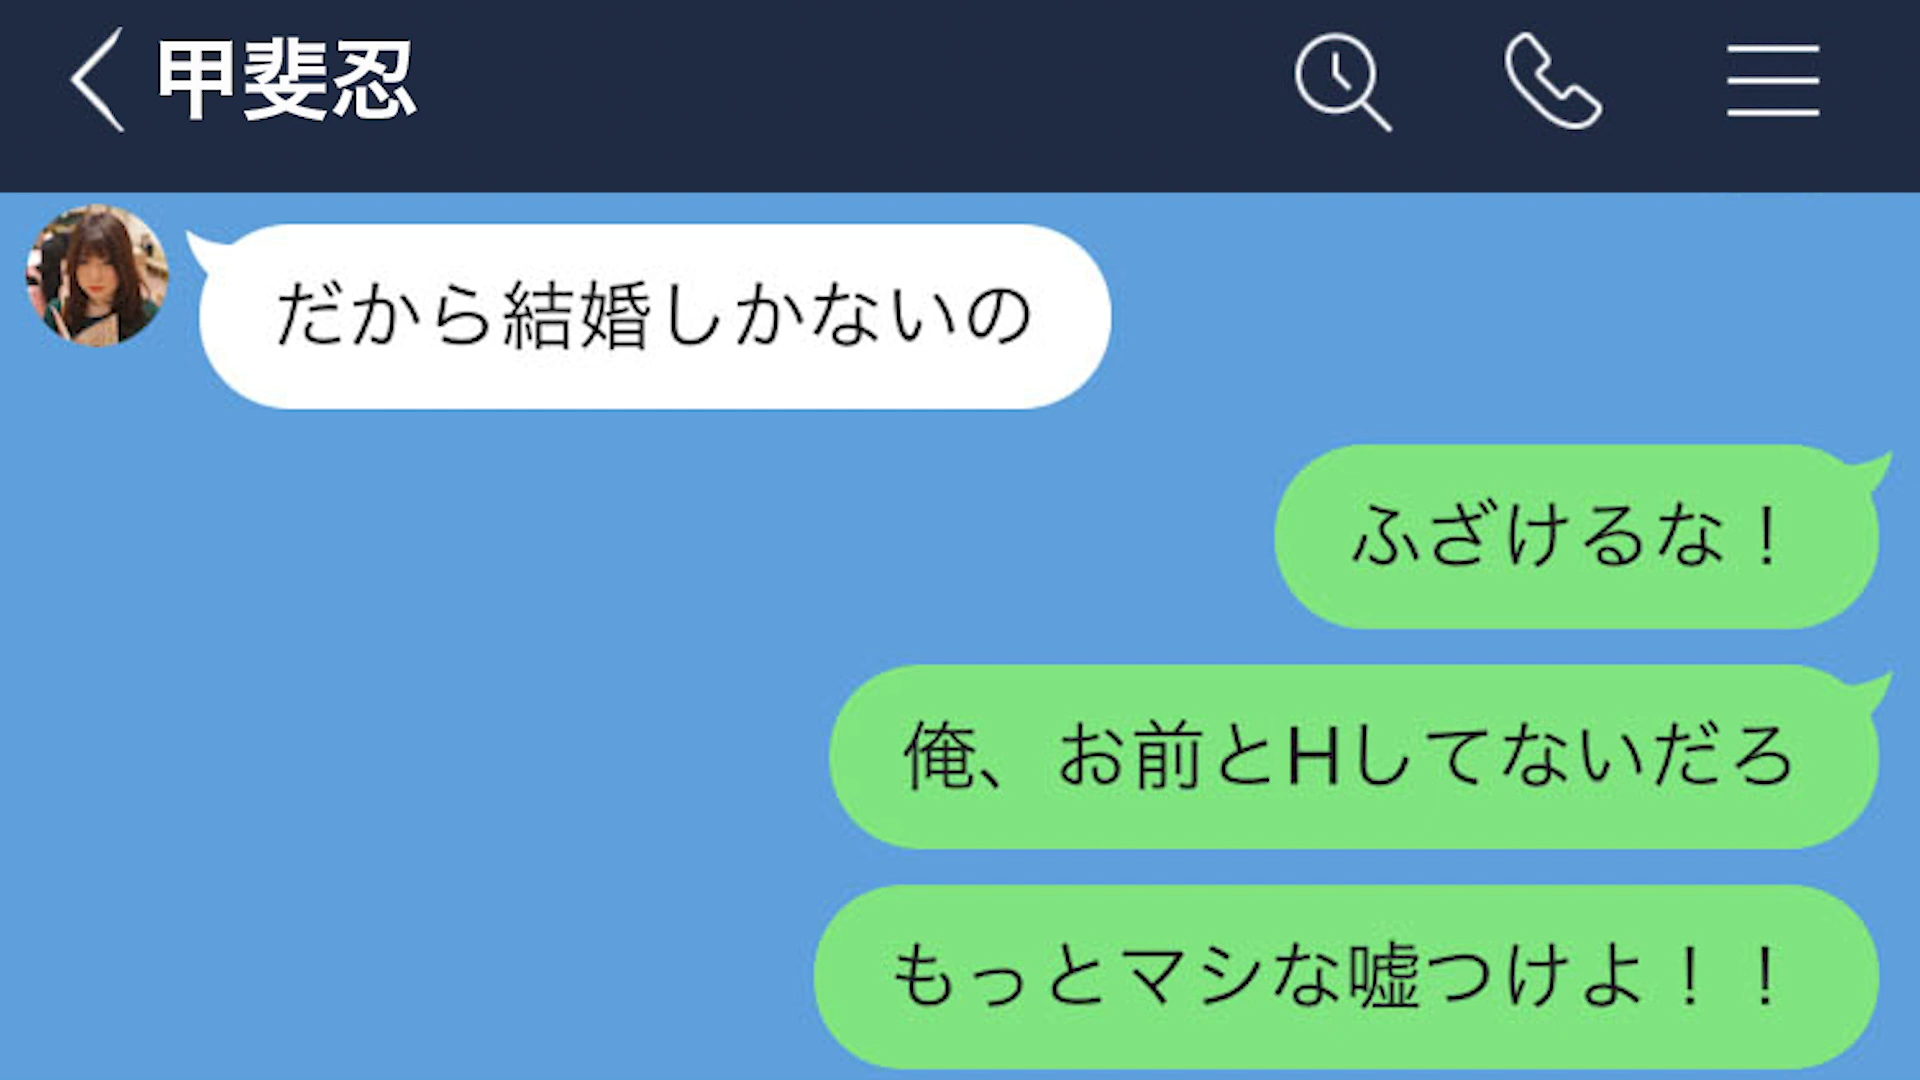 甲斐忍
だから結婚しかないの
ふざけるな！
俺、お前とHしてないだろ
もっとマシな嘘つけよ！！